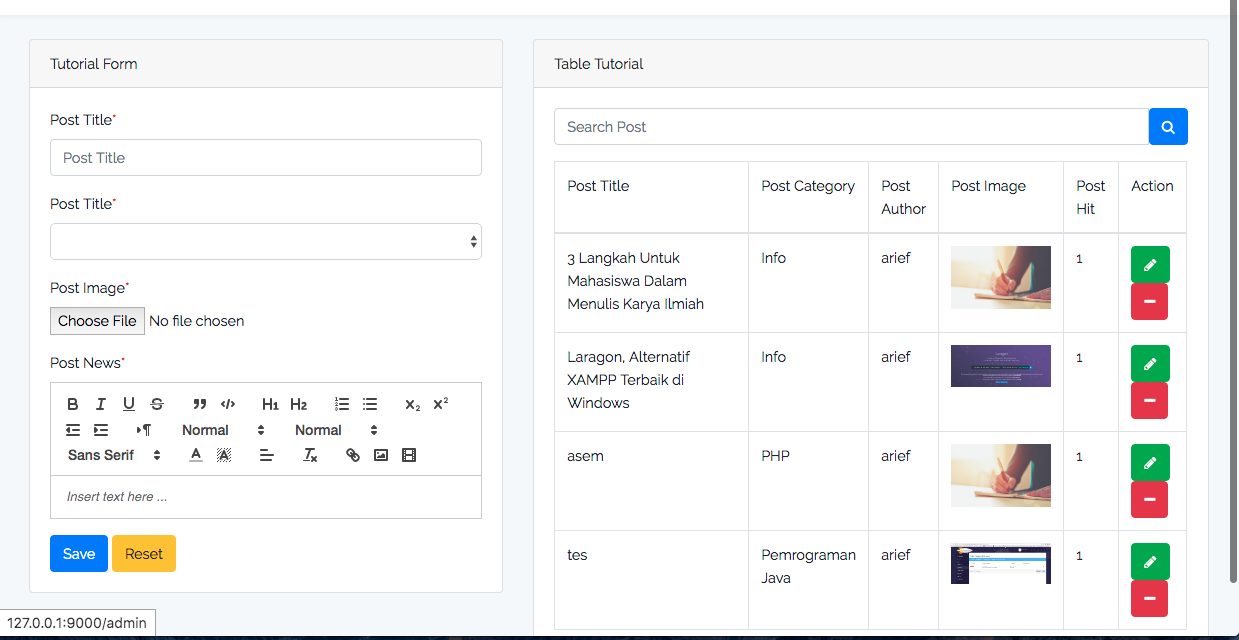 Tutorial Form
Post Title*
Post Title
Post Title*
Post Image*
Choose File No file chosen
Post News*
B I U S ” </> H1 H2 X2 X2
¶ Normal Normal
Sans Serif A A Tx
Insert text here ...
Save Reset
Table Tutorial
Search Post
Post Title Post Category Post Author Post Image Post Hit Action
3 Langkah Untuk
Mahasiswa Dalam
Menulis Karya Ilmiah
Info arief 1
Laragon, Alternatif
XAMPP Terbaik di
Windows
Info arief 1
asem PHP arief 1
tes Pemrograman
Java
arief 1
127.0.0.1:9000/admin